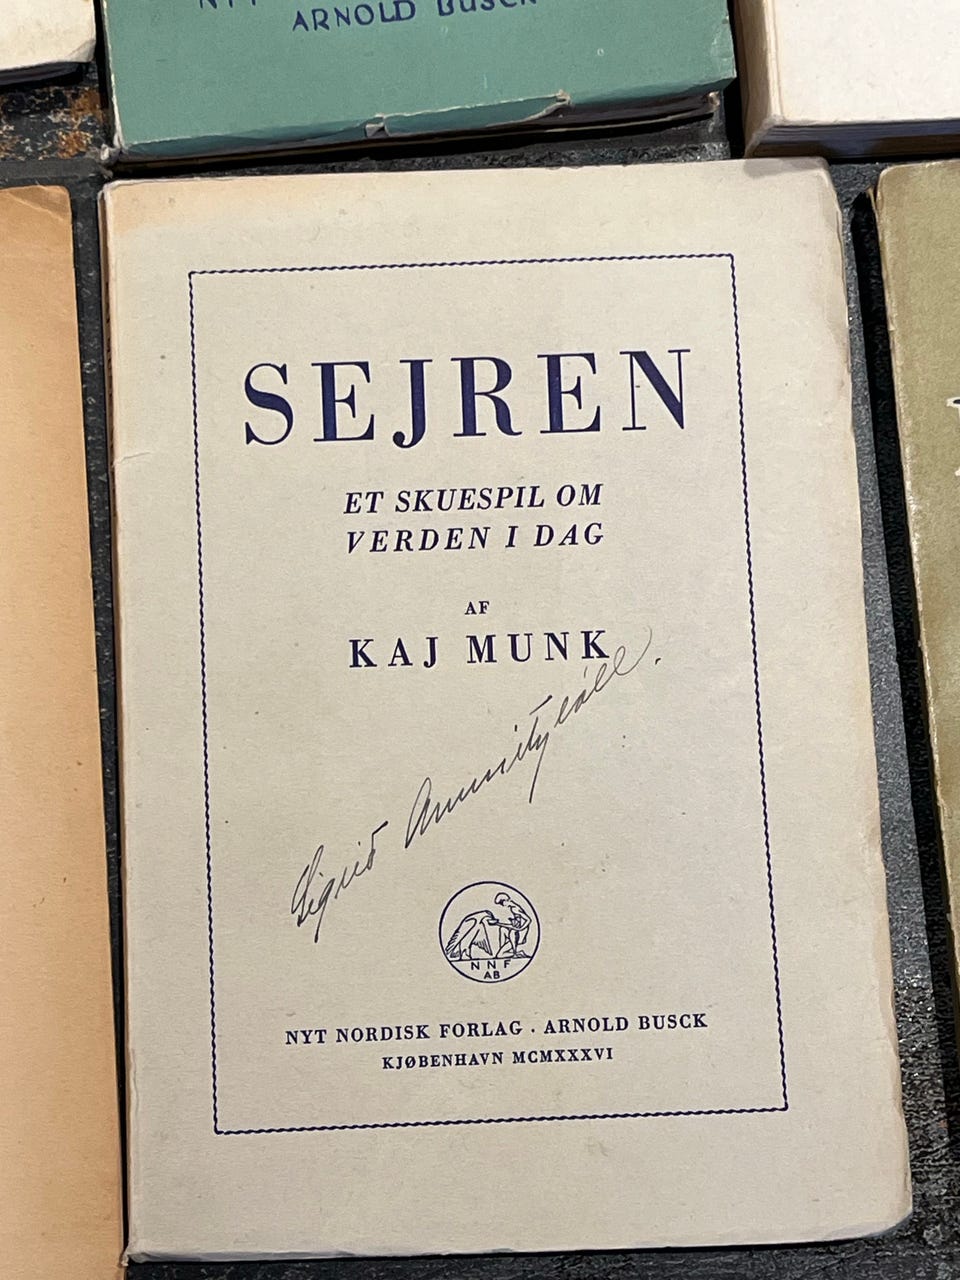 ARNOLD BUSCK
SEJREN
ET SKUESPIL OM
VERDEN I DAG
AF
KAJ MUNK
Sigrid
NNF
AB
NYT NORDISK FORLAG . ARNOLD BUSCK
KJØBENHAVN MCMXXXVI